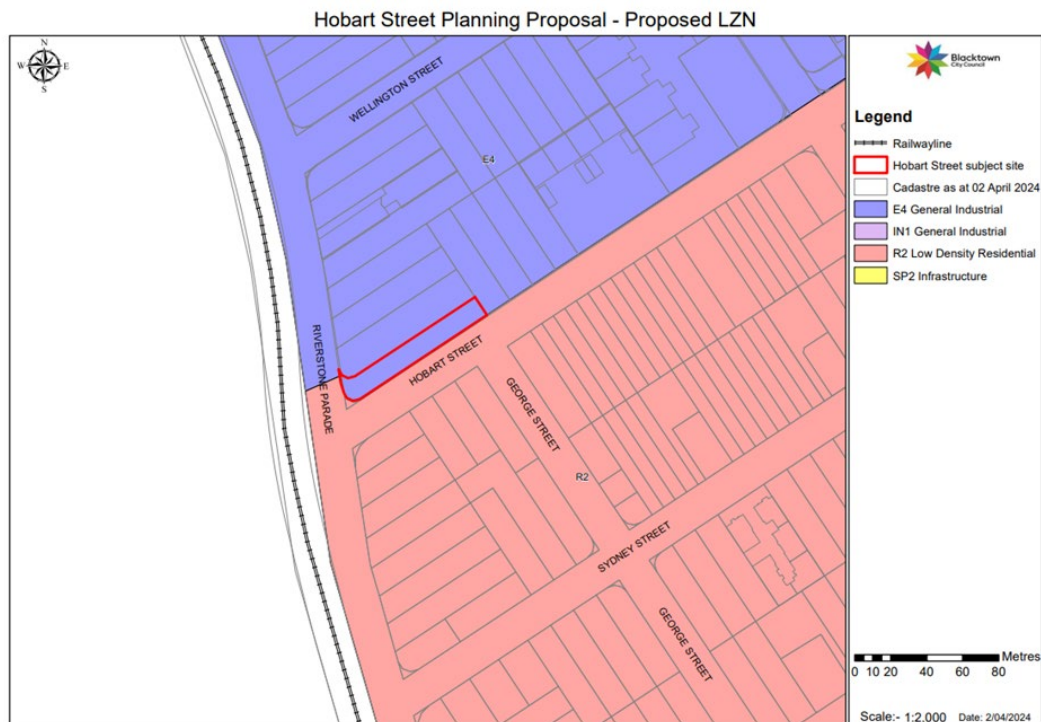 Hobart Street Planning Proposal - Proposed LZN
N
W E
S
WELLINGTON STREET
E4
RIVERSTONE PARADE
HOBART STREET
GEORGE STREET
R2
SYDNEY STREET
GEORGE STREET
Blacktown
City Council
Legend
Railwayline
Hobart Street subject site
Cadastre as at 02 April 2024
E4 General Industrial
IN1 General Industrial
R2 Low Density Residential
SP2 Infrastructure
Metres
0 10 20 40 60 80
Scale:- 1:2,000 Date: 2/04/2024